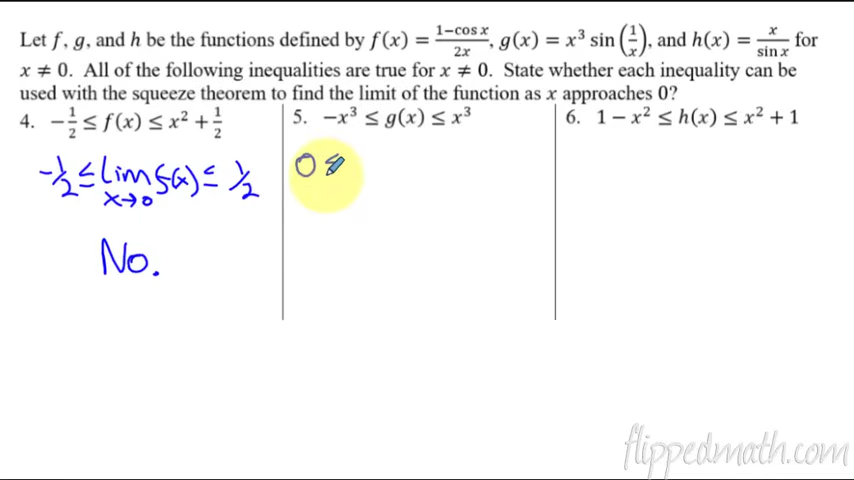 Let f, g, and h be the functions defined by f(x) = (1−cos x)/(2x), g(x) = x³ sin(1/x), and h(x) = x/(sin x) for
x ≠ 0. All of the following inequalities are true for x ≠ 0. State whether each inequality can be
used with the squeeze theorem to find the limit of the function as x approaches 0?
4. −1/2 ≤ f(x) ≤ x² + 1/2
-1/2 ≤ lim x→0 f(x) ≤ 1/2
No.
5. −x³ ≤ g(x) ≤ x³
0
6. 1 − x² ≤ h(x) ≤ x² + 1
flippedmath.com